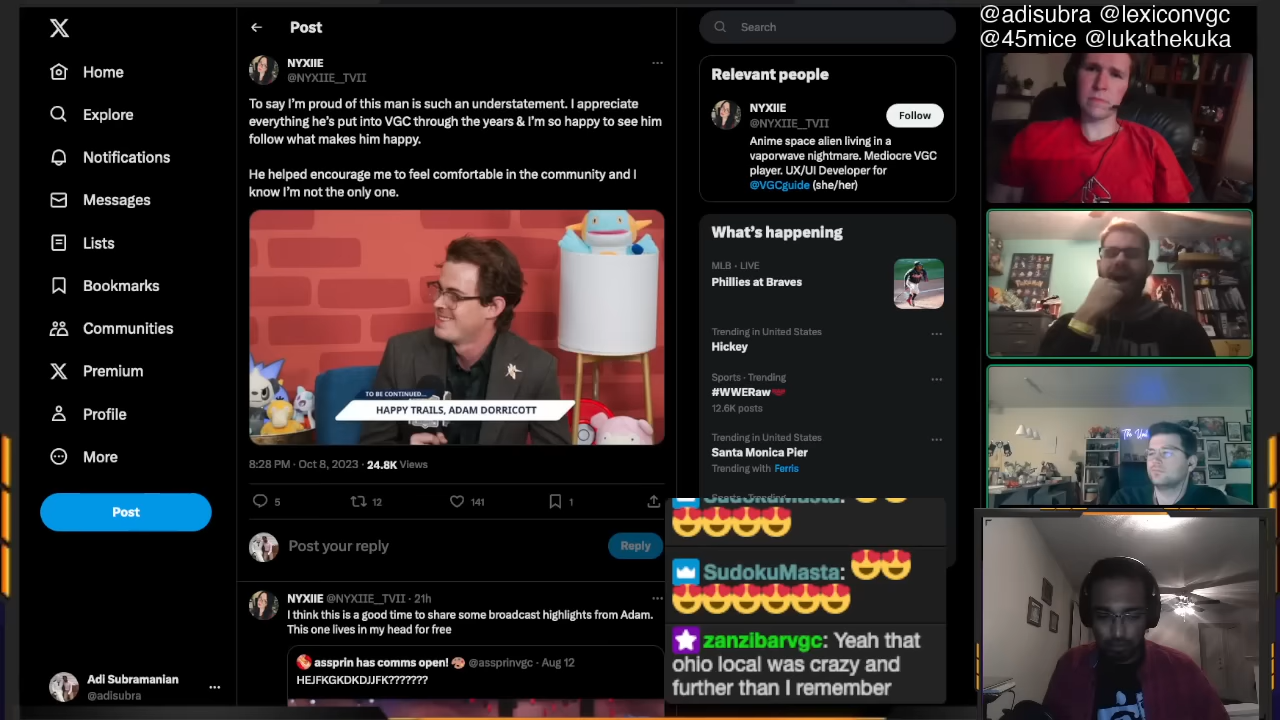 Home
Explore
Notifications
Messages
Lists
Bookmarks
Communities
Premium
Profile
More
Post
Adi Subramanian
@adisubra
Post
NYXIIE
@NYXIIE_TVII
To say I'm proud of this man is such an understatement. I appreciate
everything he's put into VGC through the years & I'm so happy to see him
follow what makes him happy.
He helped encourage me to feel comfortable in the community and I
know I'm not the only one.
TO BE CONTINUED...
HAPPY TRAILS, ADAM DORRICOTT
8:28 PM · Oct 8, 2023 · 24.8K Views
5 12 141 1
Post your reply
Reply
NYXIIE @NYXIIE_TVII · 21h
I think this is a good time to share some broadcast highlights from Adam.
This one lives in my head for free
assprin has comms open! @assprinvgc · Aug 12
HEJFKGKDKDJJFK???????
Search
Relevant people
NYXIIE
@NYXIIE_TVII
Follow
Anime space alien living in a
vaporwave nightmare. Mediocre VGC
player. UX/UI Developer for
@VGCguide (she/her)
What's happening
MLB · LIVE
Phillies at Braves
Trending in United States
Hickey
Sports · Trending
#WWERaw
12.6K posts
Trending in United States
Santa Monica Pier
Trending with Ferris
Sports · Trending
SudokuMasta:
SudokuMasta:
zanzibarvgc: Yeah that
ohio local was crazy and
further than I remember
@adisubra @lexiconvgc
@45mice @lukathekuka